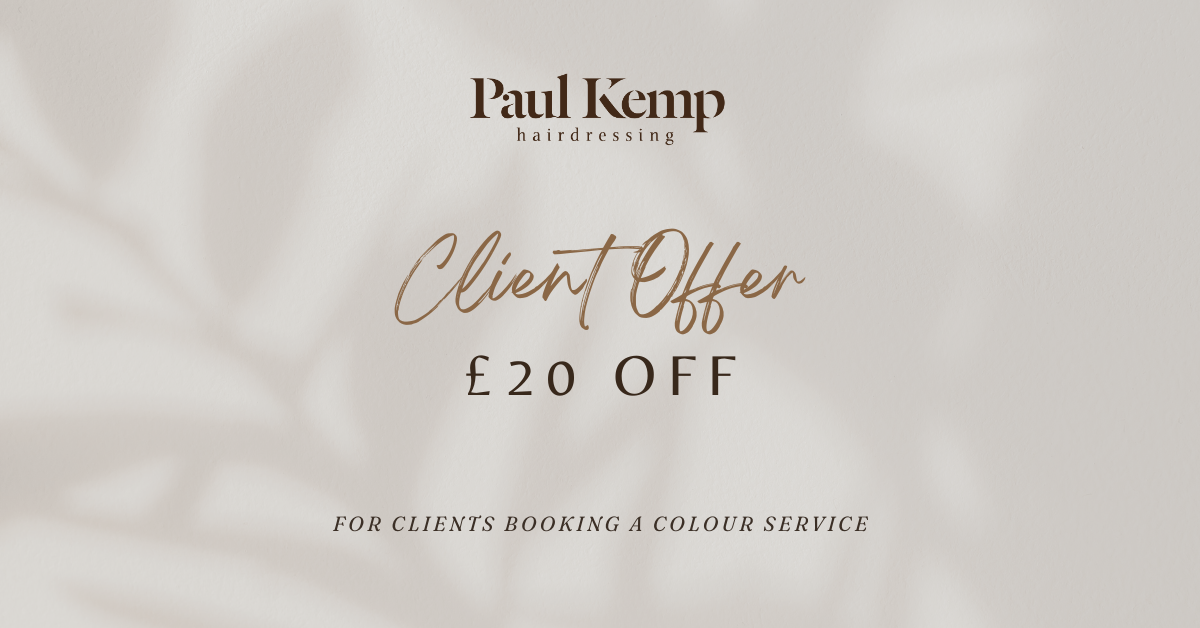 Paul Kemp
hairdressing
Client Offer
£20 OFF
FOR CLIENTS BOOKING A COLOUR SERVICE